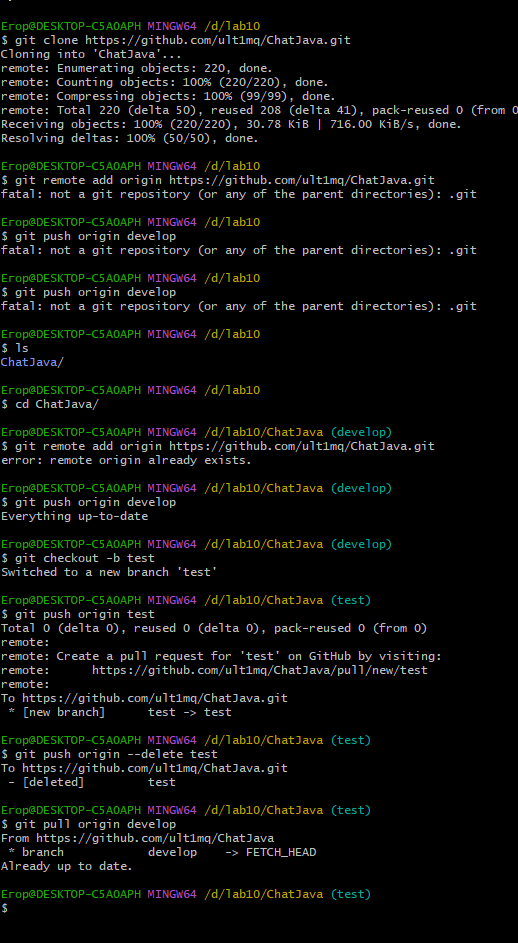 Егор@DESKTOP-C5A0APH MINGW64 /d/lab10
$ git clone https://github.com/ult1mq/ChatJava.git
Cloning into 'ChatJava'...
remote: Enumerating objects: 220, done.
remote: Counting objects: 100% (220/220), done.
remote: Compressing objects: 100% (99/99), done.
remote: Total 220 (delta 50), reused 208 (delta 41), pack-reused 0 (from 0
Receiving objects: 100% (220/220), 30.78 KiB | 716.00 KiB/s, done.
Resolving deltas: 100% (50/50), done.
Егор@DESKTOP-C5A0APH MINGW64 /d/lab10
$ git remote add origin https://github.com/ult1mq/ChatJava.git
fatal: not a git repository (or any of the parent directories): .git
Егор@DESKTOP-C5A0APH MINGW64 /d/lab10
$ git push origin develop
fatal: not a git repository (or any of the parent directories): .git
Егор@DESKTOP-C5A0APH MINGW64 /d/lab10
$ git push origin develop
fatal: not a git repository (or any of the parent directories): .git
Егор@DESKTOP-C5A0APH MINGW64 /d/lab10
$ ls
ChatJava/
Егор@DESKTOP-C5A0APH MINGW64 /d/lab10
$ cd ChatJava/
Егор@DESKTOP-C5A0APH MINGW64 /d/lab10/ChatJava (develop)
$ git remote add origin https://github.com/ult1mq/ChatJava.git
error: remote origin already exists.
Егор@DESKTOP-C5A0APH MINGW64 /d/lab10/ChatJava (develop)
$ git push origin develop
Everything up-to-date
Егор@DESKTOP-C5A0APH MINGW64 /d/lab10/ChatJava (develop)
$ git checkout -b test
Switched to a new branch 'test'
Егор@DESKTOP-C5A0APH MINGW64 /d/lab10/ChatJava (test)
$ git push origin test
Total 0 (delta 0), reused 0 (delta 0), pack-reused 0 (from 0)
remote:
remote: Create a pull request for 'test' on GitHub by visiting:
remote:      https://github.com/ult1mq/ChatJava/pull/new/test
remote:
To https://github.com/ult1mq/ChatJava.git
 * [new branch]      test -> test
Егор@DESKTOP-C5A0APH MINGW64 /d/lab10/ChatJava (test)
$ git push origin --delete test
To https://github.com/ult1mq/ChatJava.git
 - [deleted]         test
Егор@DESKTOP-C5A0APH MINGW64 /d/lab10/ChatJava (test)
$ git pull origin develop
From https://github.com/ult1mq/ChatJava
 * branch            develop    -> FETCH_HEAD
Already up to date.
Егор@DESKTOP-C5A0APH MINGW64 /d/lab10/ChatJava (test)
$